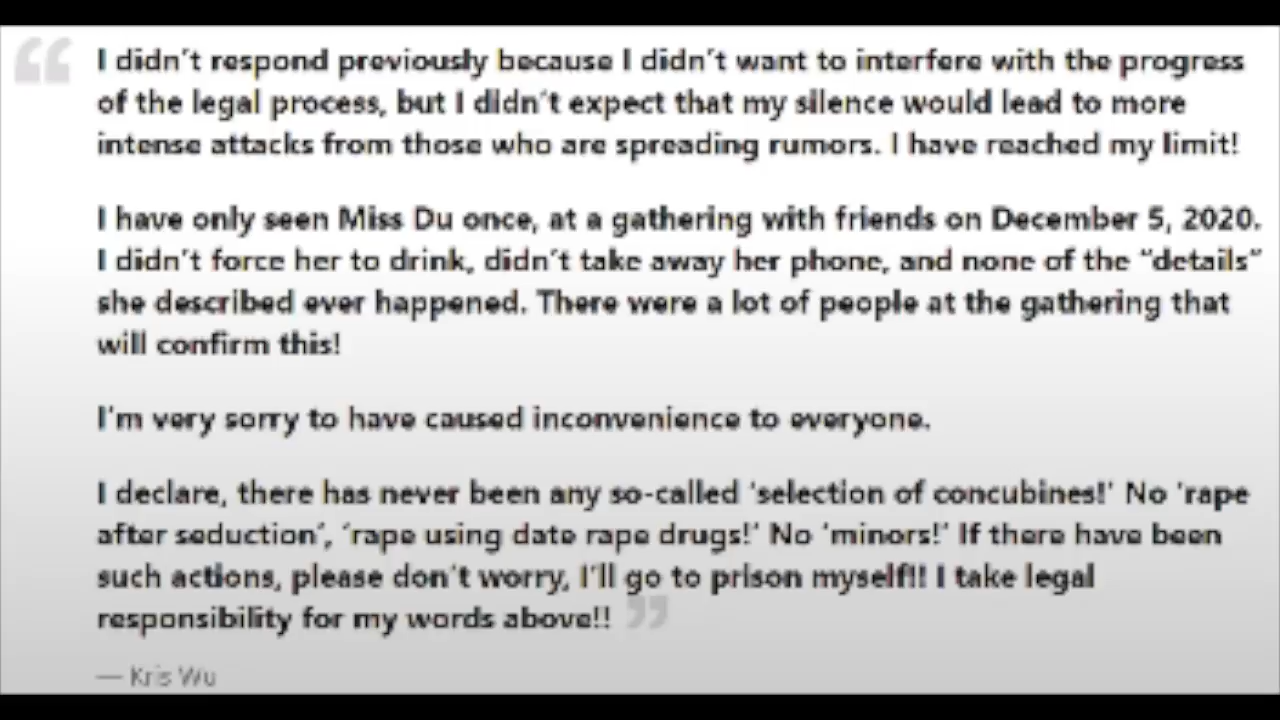 “
I didn’t respond previously because I didn’t want to interfere with the progress
of the legal process, but I didn’t expect that my silence would lead to more
intense attacks from those who are spreading rumors. I have reached my limit!
I have only seen Miss Du once, at a gathering with friends on December 5, 2020.
I didn’t force her to drink, didn’t take away her phone, and none of the “details”
she described ever happened. There were a lot of people at the gathering that
will confirm this!
I’m very sorry to have caused inconvenience to everyone.
I declare, there has never been any so-called ‘selection of concubines!’ No ‘rape
after seduction’, ‘rape using date rape drugs!’ No ‘minors!’ If there have been
such actions, please don’t worry, I’ll go to prison myself!! I take legal
responsibility for my words above!! ”
— Kris Wu